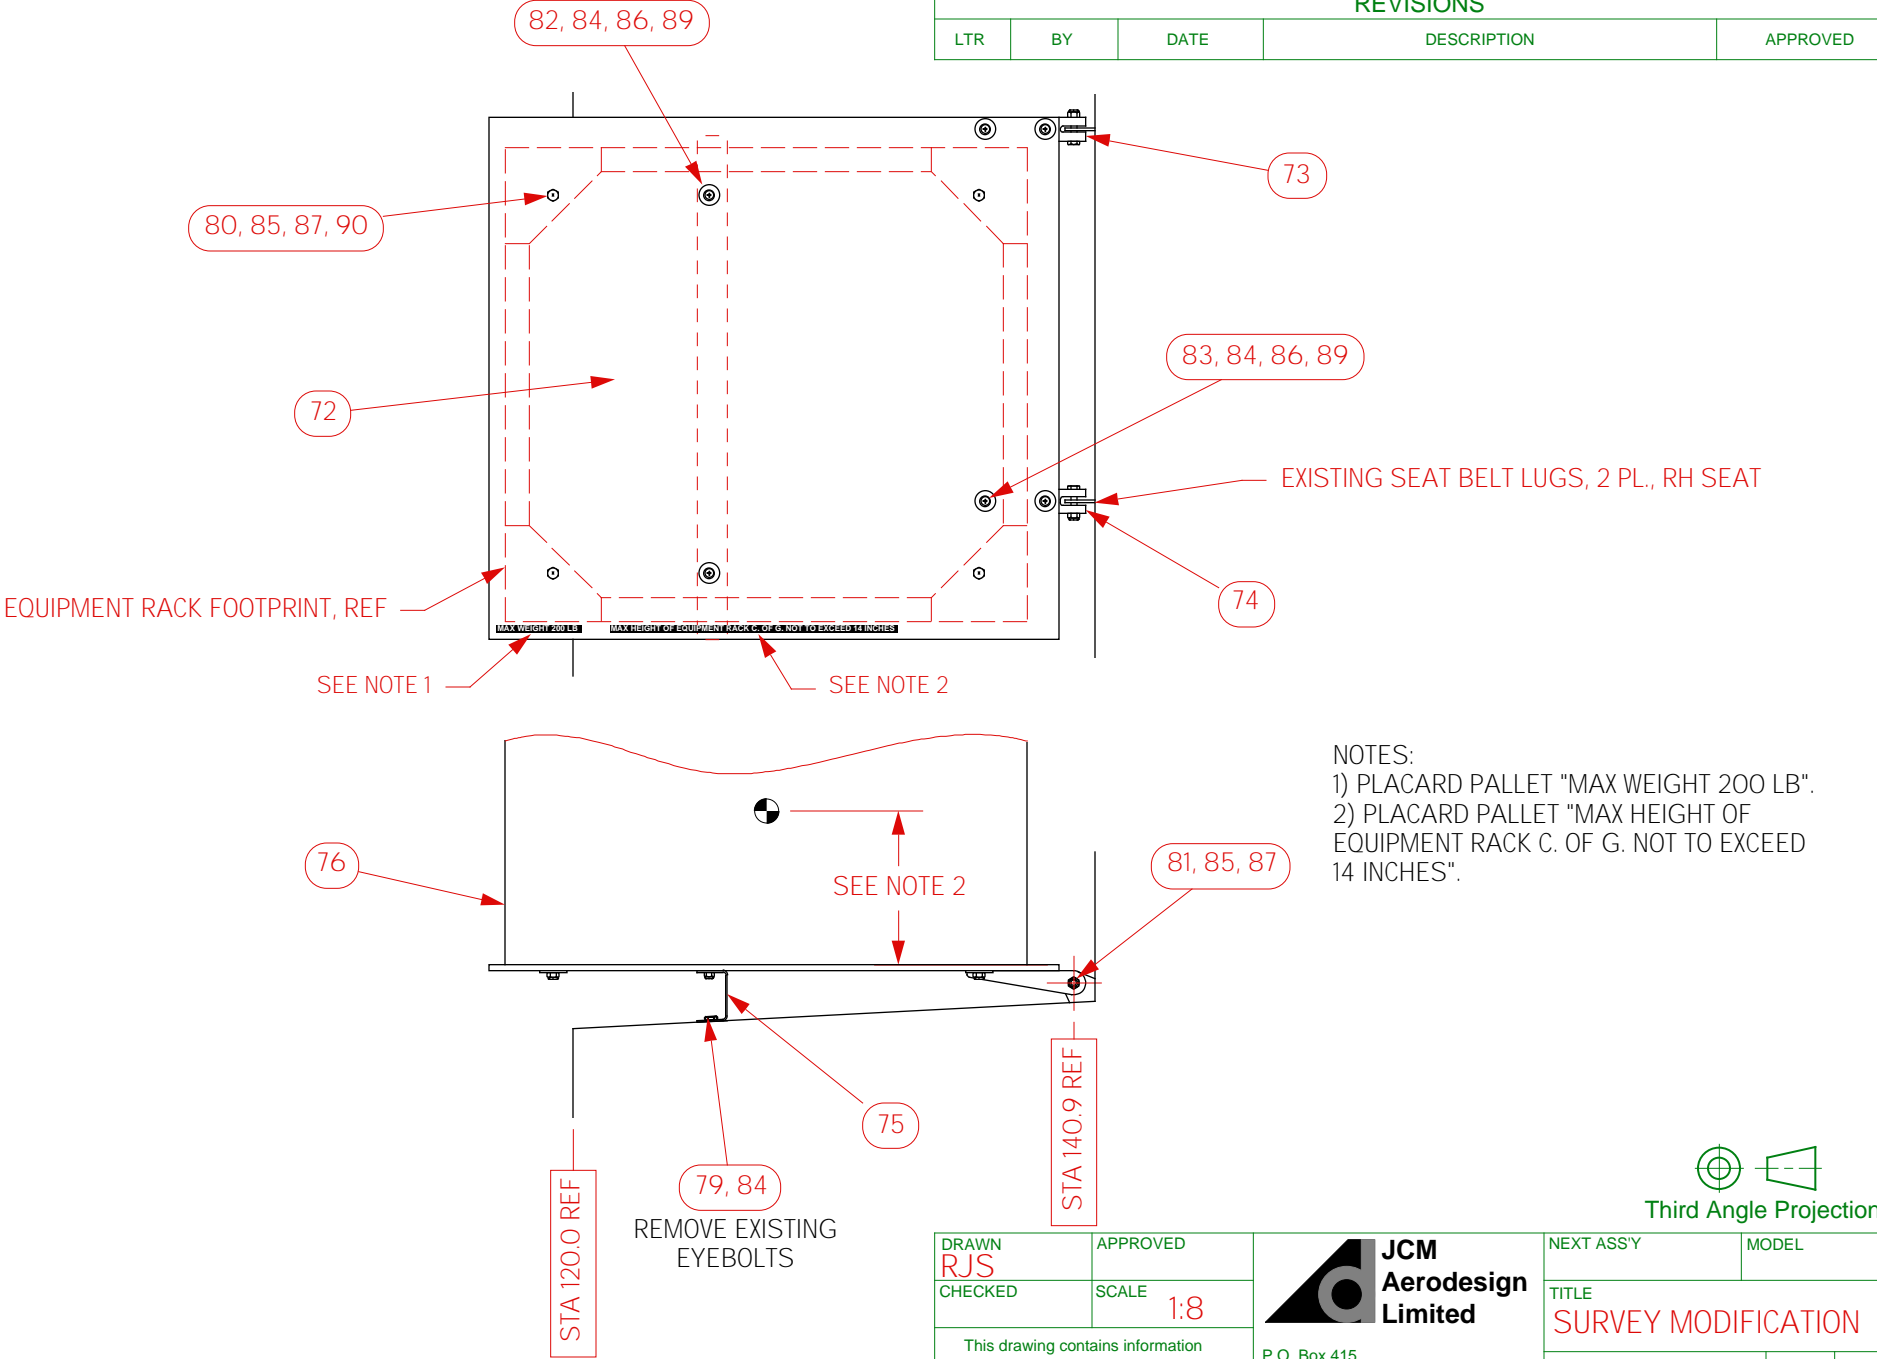 REVISIONS
LTR BY DATE DESCRIPTION APPROVED
82, 84, 86, 89
73
80, 85, 87, 90
83, 84, 86, 89
72
EXISTING SEAT BELT LUGS, 2 PL., RH SEAT
74
EQUIPMENT RACK FOOTPRINT, REF
MAX WEIGHT 200 LB
MAX HEIGHT OF EQUIPMENT RACK C. OF G. NOT TO EXCEED 14 INCHES
SEE NOTE 1
SEE NOTE 2
NOTES:
1) PLACARD PALLET "MAX WEIGHT 200 LB".
2) PLACARD PALLET "MAX HEIGHT OF
EQUIPMENT RACK C. OF G. NOT TO EXCEED
14 INCHES".
76
SEE NOTE 2
81, 85, 87
75
79, 84
REMOVE EXISTING
EYEBOLTS
STA 120.0 REF
STA 140.9 REF
Third Angle Projection
DRAWN
RJS
APPROVED
CHECKED
SCALE
1:8
This drawing contains information
JCM
Aerodesign
Limited
P.O. Box 415
NEXT ASS'Y
MODEL
TITLE
SURVEY MODIFICATION